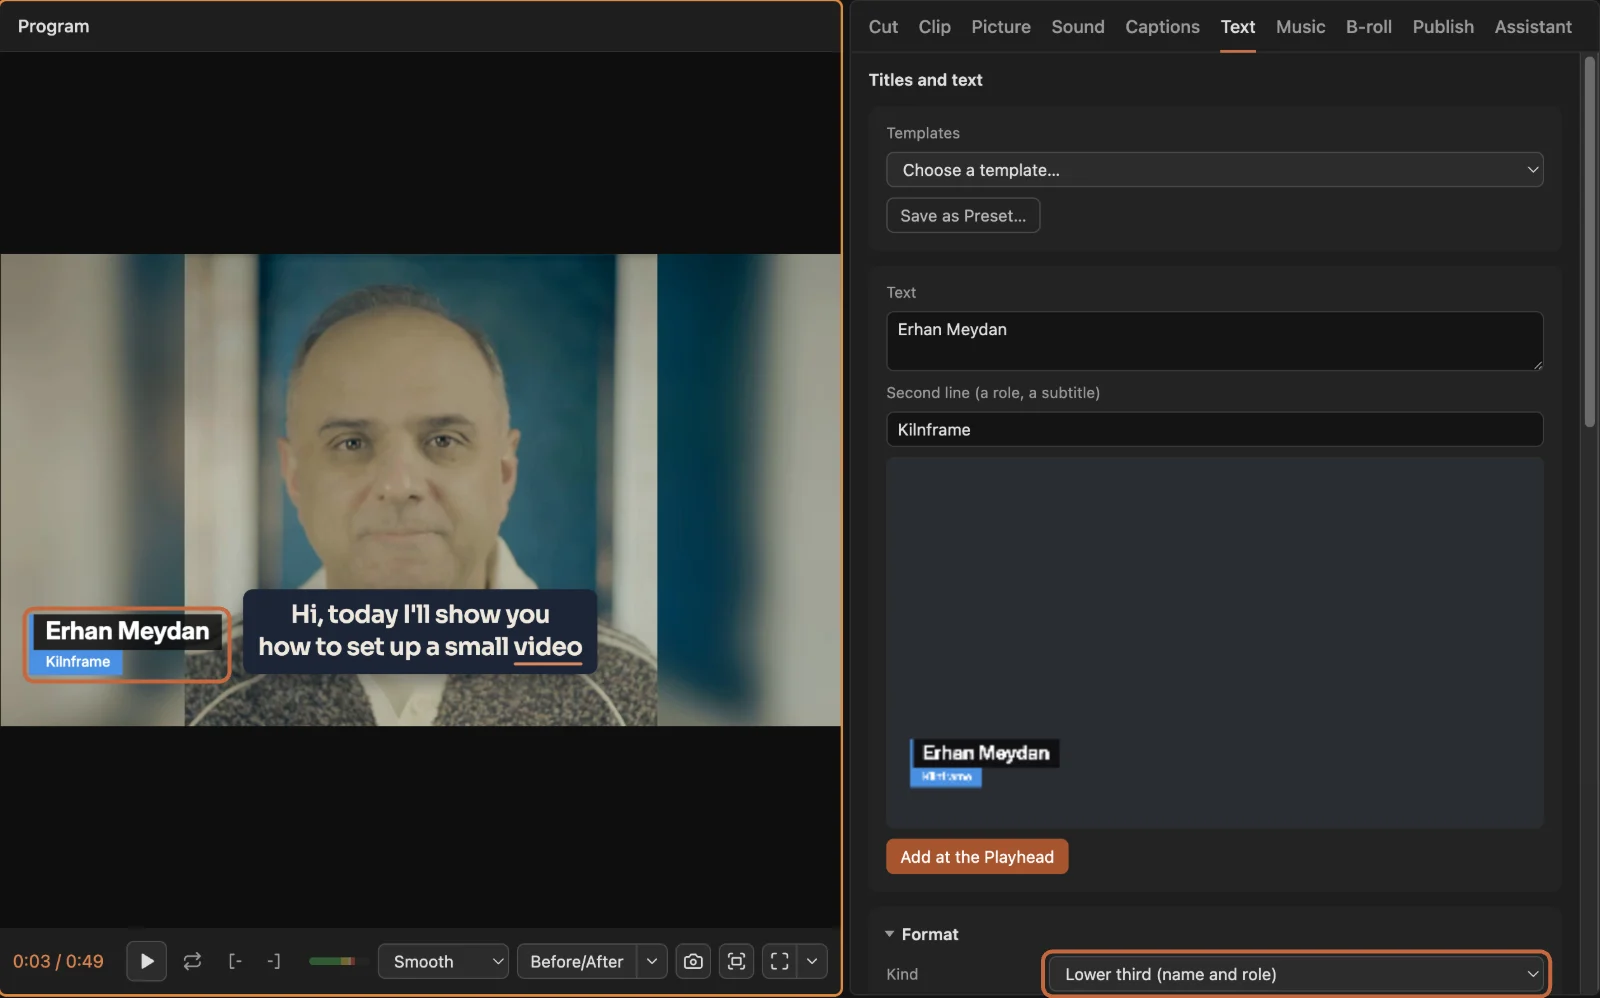 Program
Cut Clip Picture Sound Captions Text Music B-roll Publish Assistant
Titles and text
Templates
Choose a template...
Save as Preset...
Text
Erhan Meydan
Second line (a role, a subtitle)
Kilnframe
Hi, today I'll show you
how to set up a small video
Erhan Meydan
Kilnframe
Erhan Meydan
Kilnframe
Add at the Playhead
Format
Kind
Lower third (name and role)
0:03 / 0:49
Smooth
Before/After